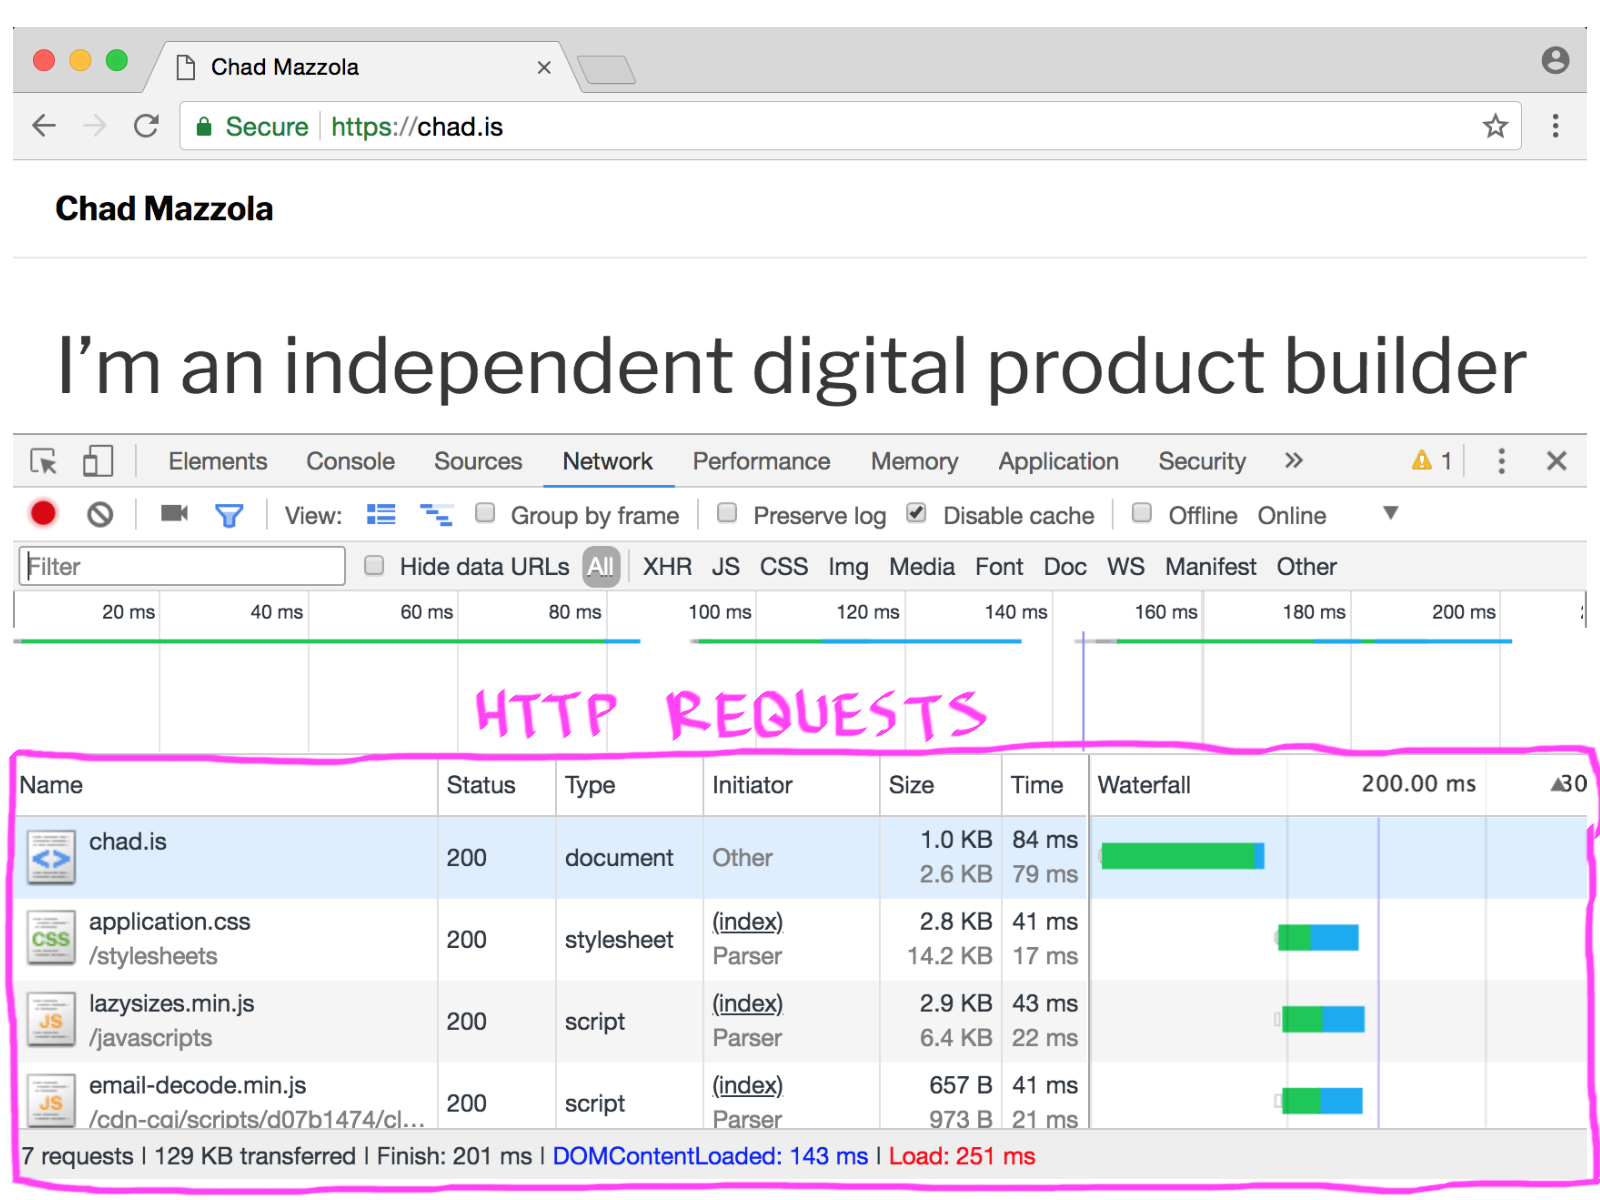 Chad Mazzola
Secure https://chad.is
Chad Mazzola
I'm an independent digital product builder
Elements Console Sources Network Performance Memory Application Security » 1
View: Group by frame Preserve log Disable cache Offline Online
Filter Hide data URLs All XHR JS CSS Img Media Font Doc WS Manifest Other
20 ms 40 ms 60 ms 80 ms 100 ms 120 ms 140 ms 160 ms 180 ms 200 ms
HTTP REQUESTS
Name Status Type Initiator Size Time Waterfall 200.00 ms 30
chad.is 200 document Other 1.0 KB 84 ms
2.6 KB 79 ms
application.css 200 stylesheet (index) 2.8 KB 41 ms
CSS /stylesheets Parser 14.2 KB 17 ms
lazysizes.min.js 200 script (index) 2.9 KB 43 ms
JS /javascripts Parser 6.4 KB 22 ms
email-decode.min.js 200 script (index) 657 B 41 ms
JS /cdn-cgi/scripts/d07b1474/cl... Parser 973 B 21 ms
7 requests | 129 KB transferred | Finish: 201 ms | DOMContentLoaded: 143 ms | Load: 251 ms